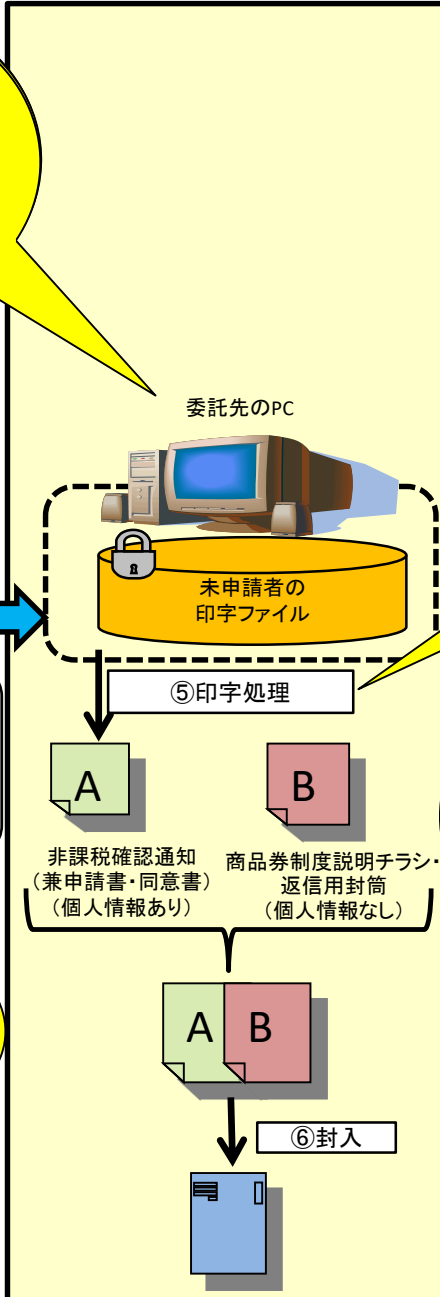 委託先のPC
未申請者の
印字ファイル
⑤印字処理
A
B
非課税確認通知
(兼申請書・同意書)
(個人情報あり)
商品券制度説明チラシ・
返信用封筒
(個人情報なし)
A
B
⑥封入